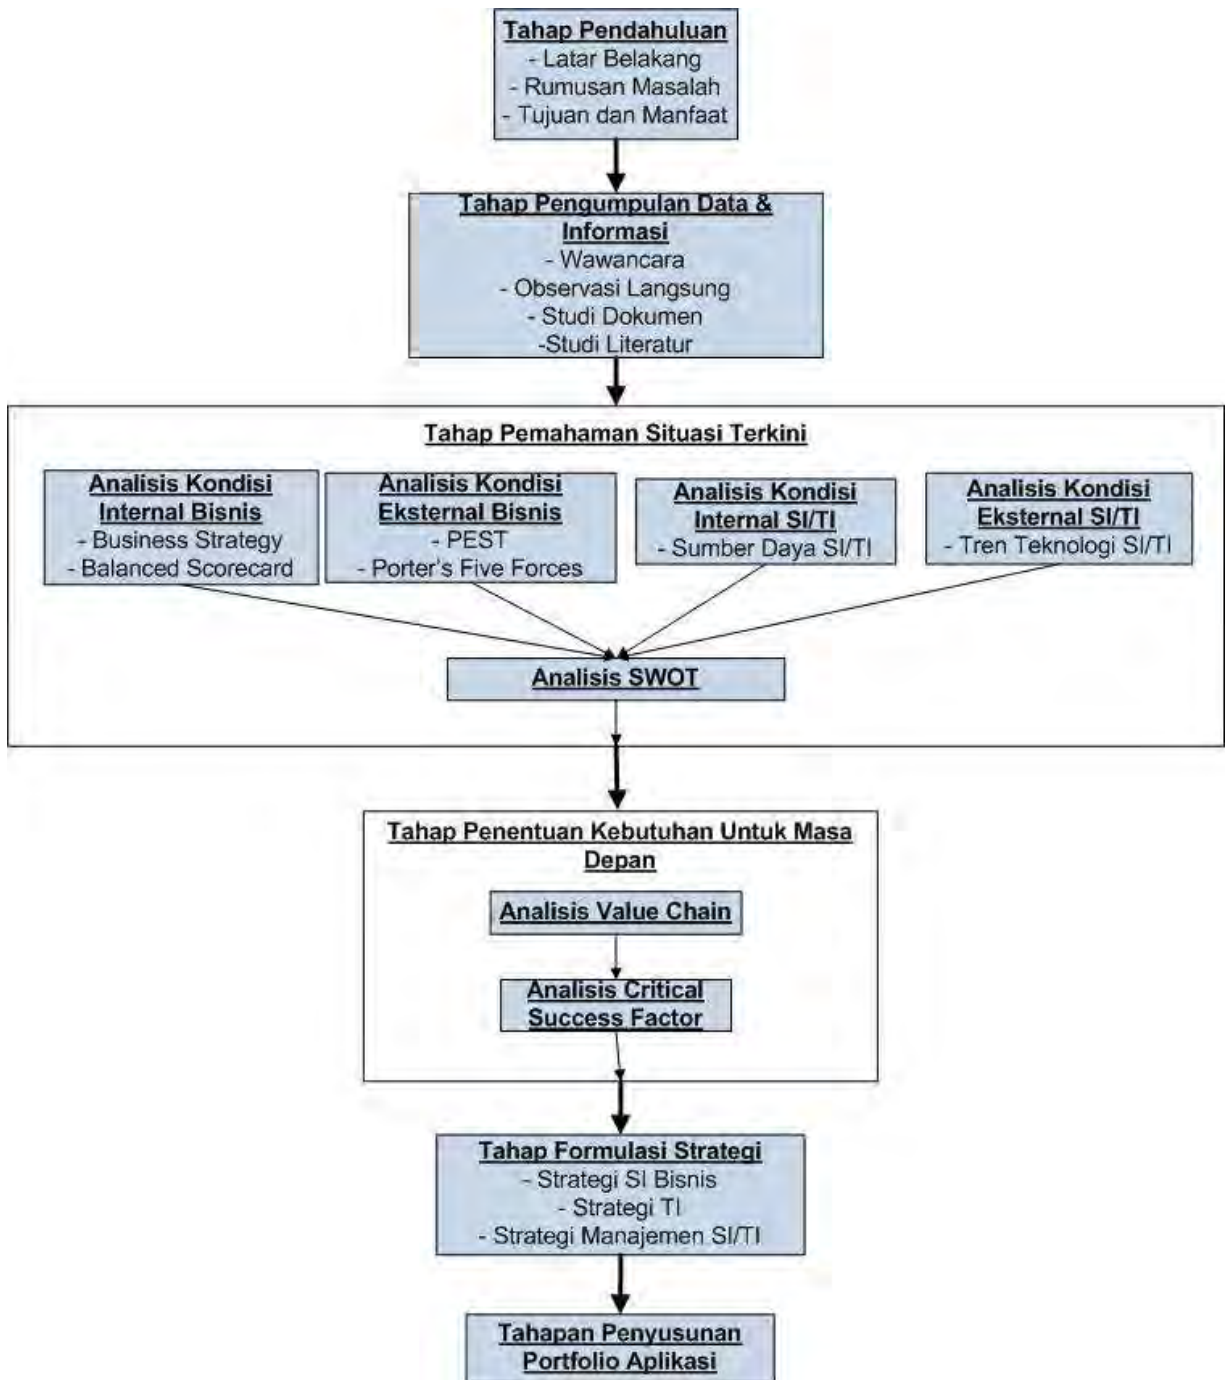 Tahap Pendahuluan
- Latar Belakang
- Rumusan Masalah
- Tujuan dan Manfaat
Tahap Pengumpulan Data &
Informasi
- Wawancara
- Observasi Langsung
- Studi Dokumen
-Studi Literatur
Tahap Pemahaman Situasi Terkini
Analisis Kondisi
Internal Bisnis
- Business Strategy
- Balanced Scorecard
Analisis Kondisi
Eksternal Bisnis
- PEST
- Porter's Five Forces
Analisis Kondisi
Internal SI/TI
- Sumber Daya SI/TI
Analisis Kondisi
Eksternal SI/TI
- Tren Teknologi SI/TI
Analisis SWOT
Tahap Penentuan Kebutuhan Untuk Masa
Depan
Analisis Value Chain
Analisis Critical
Success Factor
Tahap Formulasi Strategi
- Strategi SI Bisnis
- Strategi TI
- Strategi Manajemen SI/TI
Tahapan Penyusunan
Portfolio Aplikasi